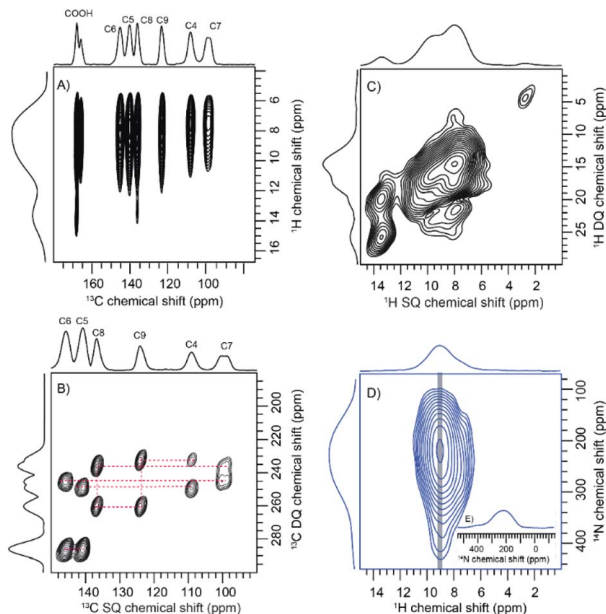 COOH
C6 C5 C8 C9 C4 C7
A)
6
8
10
12
14
16
¹H chemical shift (ppm)
160 140 120 100
¹³C chemical shift (ppm)
C)
5
10
15
20
25
¹H DQ chemical shift (ppm)
14 12 10 8 6 4 2
¹H SQ chemical shift (ppm)
C6 C5 C8 C9 C4 C7
B)
200
220
240
260
280
¹³C DQ chemical shift (ppm)
140 130 120 110 100
¹³C SQ chemical shift (ppm)
D)
100
200
300
400
¹⁴N chemical shift (ppm)
E)
400 200 0
¹⁴N chemical shift (ppm)
16 14 12 10 8 6 4 2
¹H chemical shift (ppm)